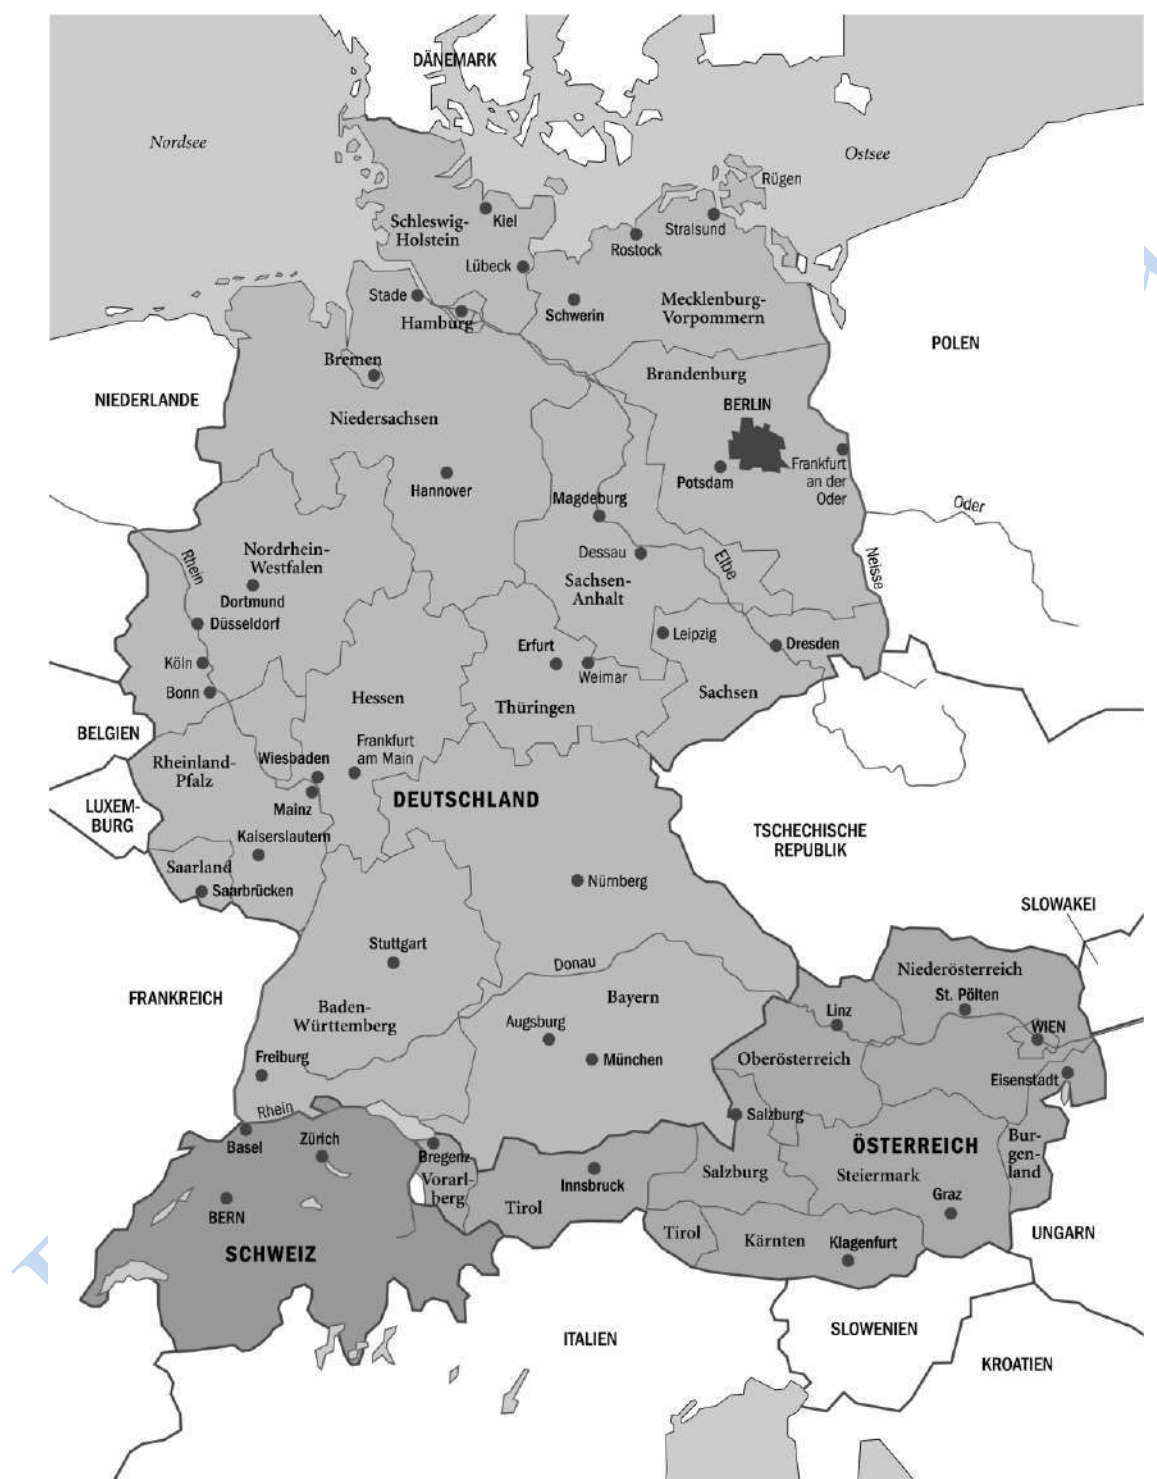 DÄNEMARK
Nordsee
Ostsee
Rügen
Kiel
Schleswig-
Holstein
Stralsund
Rostock
Lübeck
Stade
Hamburg
Schwerin
Mecklenburg-
Vorpommern
POLEN
Bremen
Brandenburg
NIEDERLANDE
BERLIN
Niedersachsen
Frankfurt
an der
Oder
Potsdam
Hannover
Magdeburg
Oder
Nordrhein-
Westfalen
Rhein
Dessau
Elbe
Neisse
Sachsen-
Anhalt
Dortmund
Düsseldorf
Leipzig
Dresden
Erfurt
Weimar
Köln
Bonn
Hessen
Thüringen
Sachsen
BELGIEN
Rheinland-
Pfalz
Wiesbaden
Frankfurt
am Main
LUXEM-
BURG
Mainz
DEUTSCHLAND
Kaiserslautern
TSCHECHISCHE
REPUBLIK
Saarland
Saarbrücken
Nürnberg
SLOWAKEI
Stuttgart
Donau
Niederösterreich
FRANKREICH
Bayern
St. Pölten
Baden-
Württemberg
Linz
Augsburg
WIEN
Freiburg
München
Oberösterreich
Eisenstadt
Rhein
Salzburg
Basel
Zürich
Bregenz
ÖSTERREICH
Bur-
gen-
land
Vorarl-
berg
Innsbruck
Salzburg
Steiermark
BERN
Tirol
Graz
Tirol
Kärnten
Klagenfurt
UNGARN
SCHWEIZ
ITALIEN
SLOWENIEN
KROATIEN